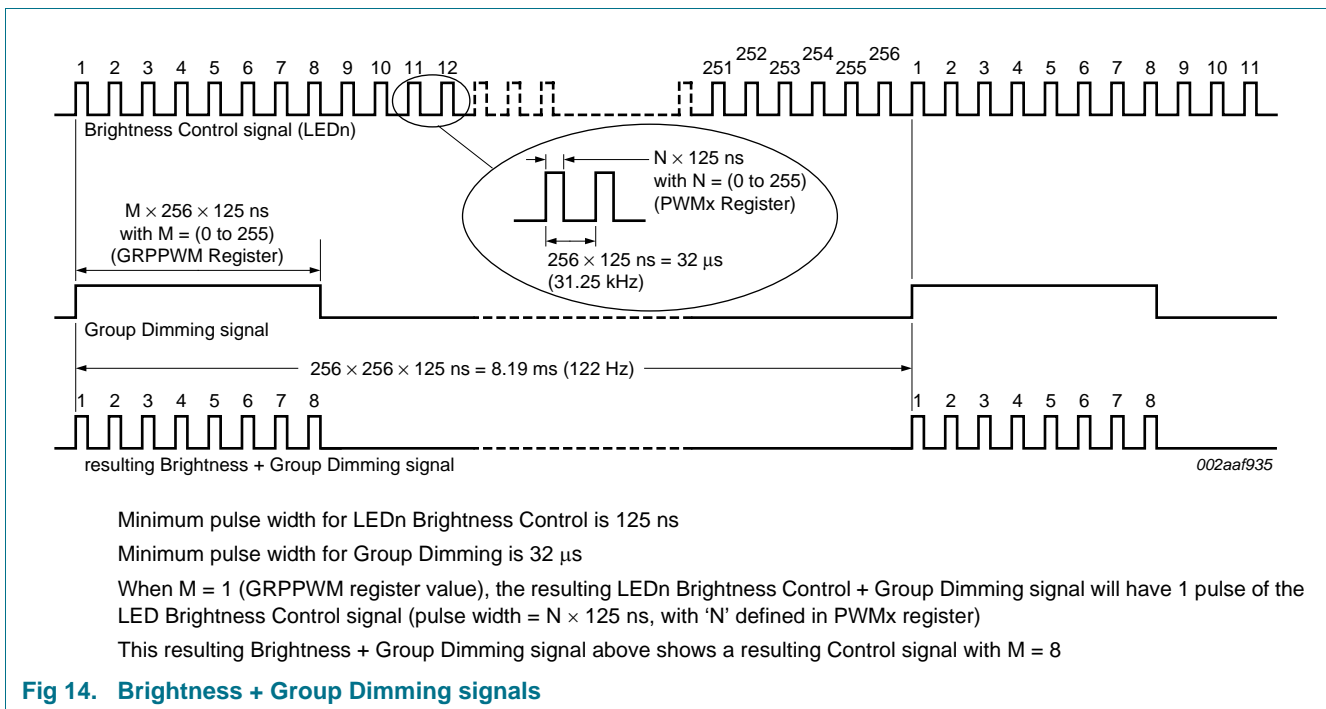 1 2 3 4 5 6 7 8 9 10 11 12 251 252 253 254 255 256 1 2 3 4 5 6 7 8 9 10 11
Brightness Control signal (LEDn)
N × 125 ns
with N = (0 to 255)
(PWMx Register)
256 × 125 ns = 32 μs
(31.25 kHz)
M × 256 × 125 ns
with M = (0 to 255)
(GRPPWM Register)
Group Dimming signal
256 × 256 × 125 ns = 8.19 ms (122 Hz)
1 2 3 4 5 6 7 8 1 2 3 4 5 6 7 8
resulting Brightness + Group Dimming signal
002aaf935
Minimum pulse width for LEDn Brightness Control is 125 ns
Minimum pulse width for Group Dimming is 32 μs
When M = 1 (GRPPWM register value), the resulting LEDn Brightness Control + Group Dimming signal will have 1 pulse of the
LED Brightness Control signal (pulse width = N × 125 ns, with ‘N’ defined in PWMx register)
This resulting Brightness + Group Dimming signal above shows a resulting Control signal with M = 8
Fig 14. Brightness + Group Dimming signals